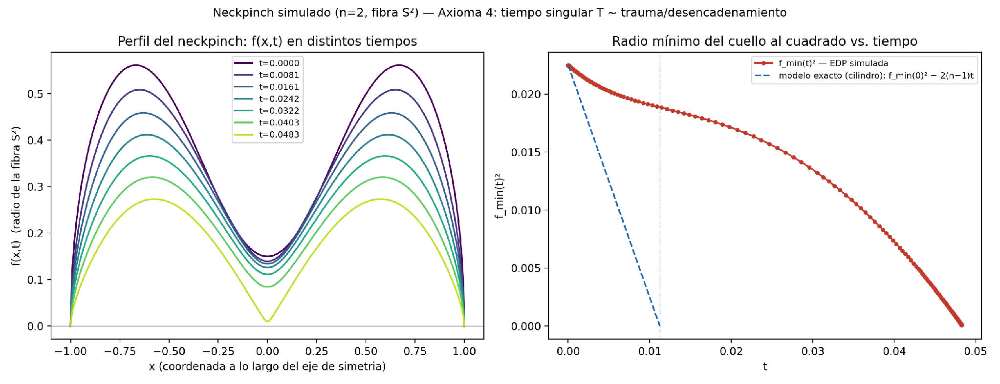 Neckpinch simulado (n=2, fibra S²) — Axioma 4: tiempo singular T ~ trauma/desencadenamiento
Perfil del neckpinch: f(x,t) en distintos tiempos
f(x,t) (radio de la fibra S²)
0.5
0.4
0.3
0.2
0.1
0.0
t=0.0000
t=0.0081
t=0.0161
t=0.0242
t=0.0322
t=0.0403
t=0.0483
−1.00 −0.75 −0.50 −0.25 0.00 0.25 0.50 0.75 1.00
x (coordenada a lo largo del eje de simetria)
Radio mínimo del cuello al cuadrado vs. tiempo
f_min(t)²
0.020
0.015
0.010
0.005
0.000
f_min(t)² — EDP simulada
modelo exacto (cilindro): f_min(0)² − 2(n−1)t
0.00 0.01 0.02 0.03 0.04 0.05
t